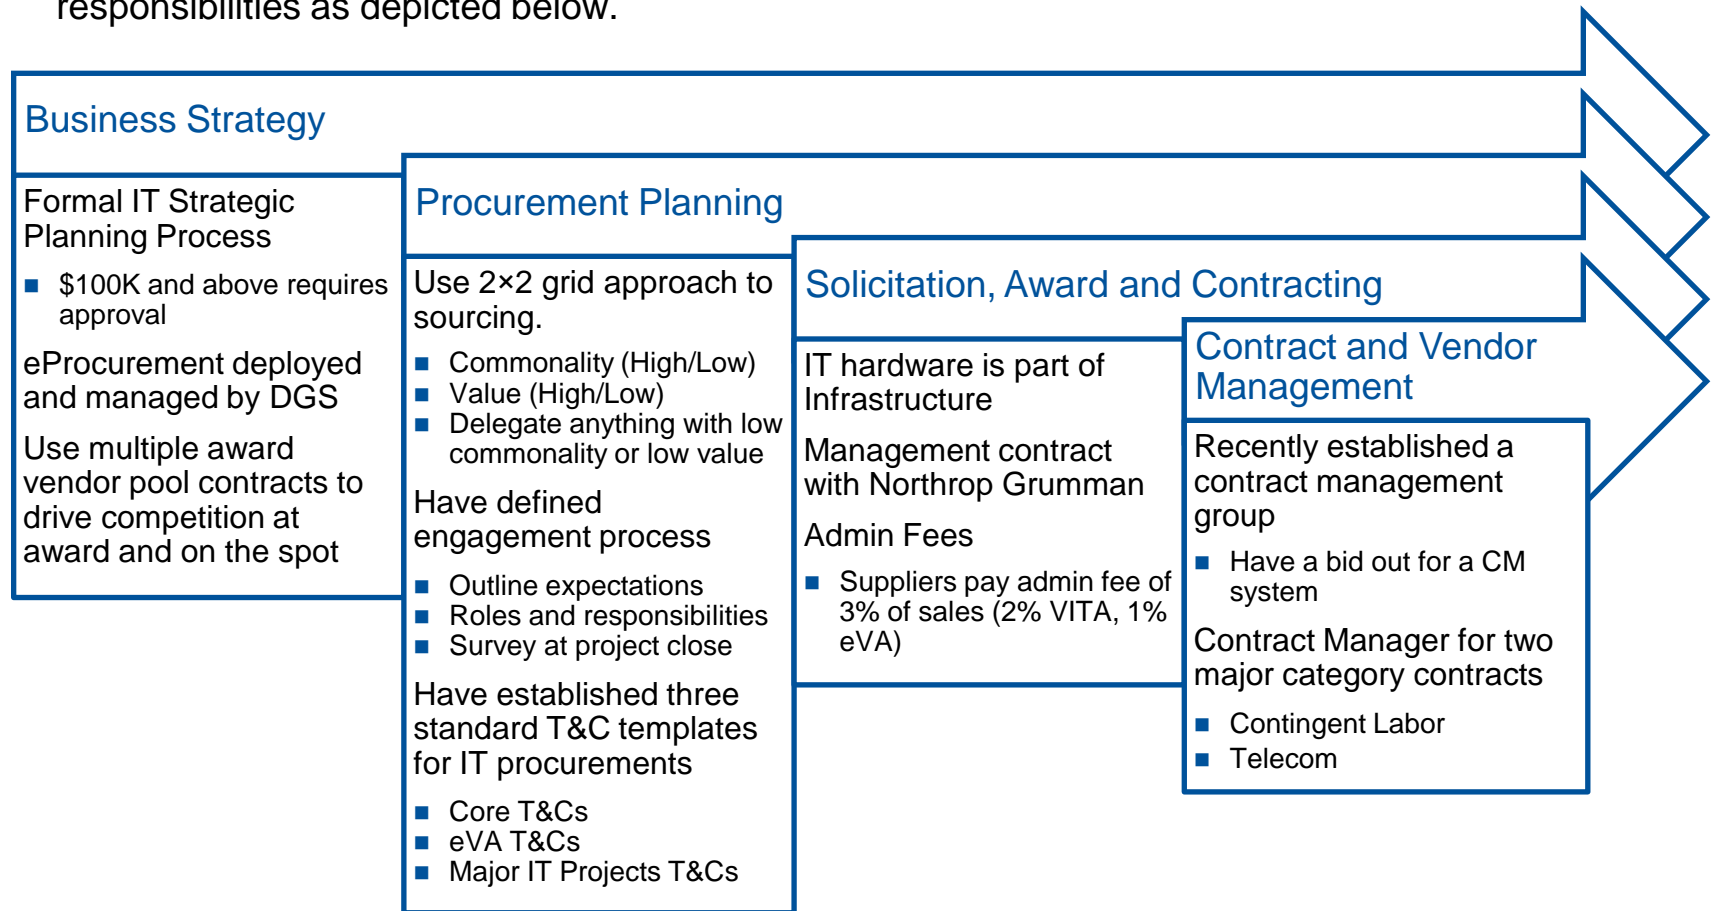 responsibilities as depicted below.
Business Strategy
Formal IT Strategic
Planning Process
$100K and above requires
approval
eProcurement deployed
and managed by DGS
Use multiple award
vendor pool contracts to
drive competition at
award and on the spot
Procurement Planning
Use 2×2 grid approach to
sourcing.
Commonality (High/Low)
Value (High/Low)
Delegate anything with low
commonality or low value
Have defined
engagement process
Outline expectations
Roles and responsibilities
Survey at project close
Have established three
standard T&C templates
for IT procurements
Core T&Cs
eVA T&Cs
Major IT Projects T&Cs
Solicitation, Award and Contracting
IT hardware is part of
Infrastructure
Management contract
with Northrop Grumman
Admin Fees
Suppliers pay admin fee of
3% of sales (2% VITA, 1%
eVA)
Contract and Vendor
Management
Recently established a
contract management
group
Have a bid out for a CM
system
Contract Manager for two
major category contracts
Contingent Labor
Telecom